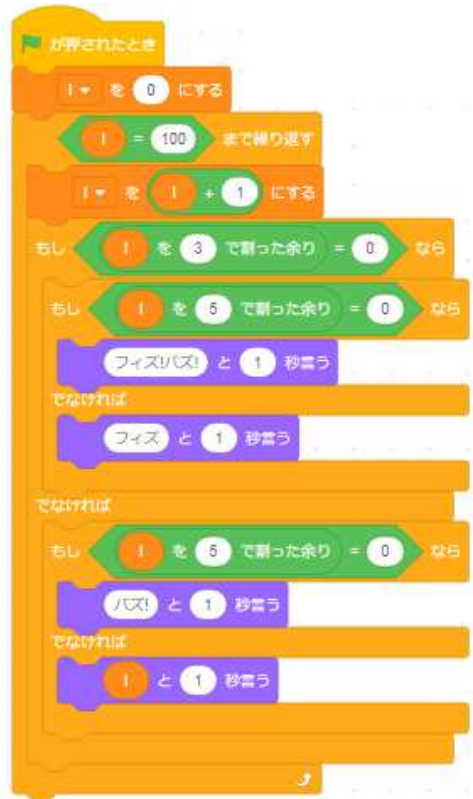 が押されたとき
I を 0 にする
I = 100 まで繰り返す
I を I + 1 にする
もし I を 3 で割った余り = 0 なら
もし I を 5 で割った余り = 0 なら
フィズ!バズ! と 1 秒言う
でなければ
フィズ と 1 秒言う
でなければ
もし I を 5 で割った余り = 0 なら
バズ! と 1 秒言う
でなければ
I と 1 秒言う